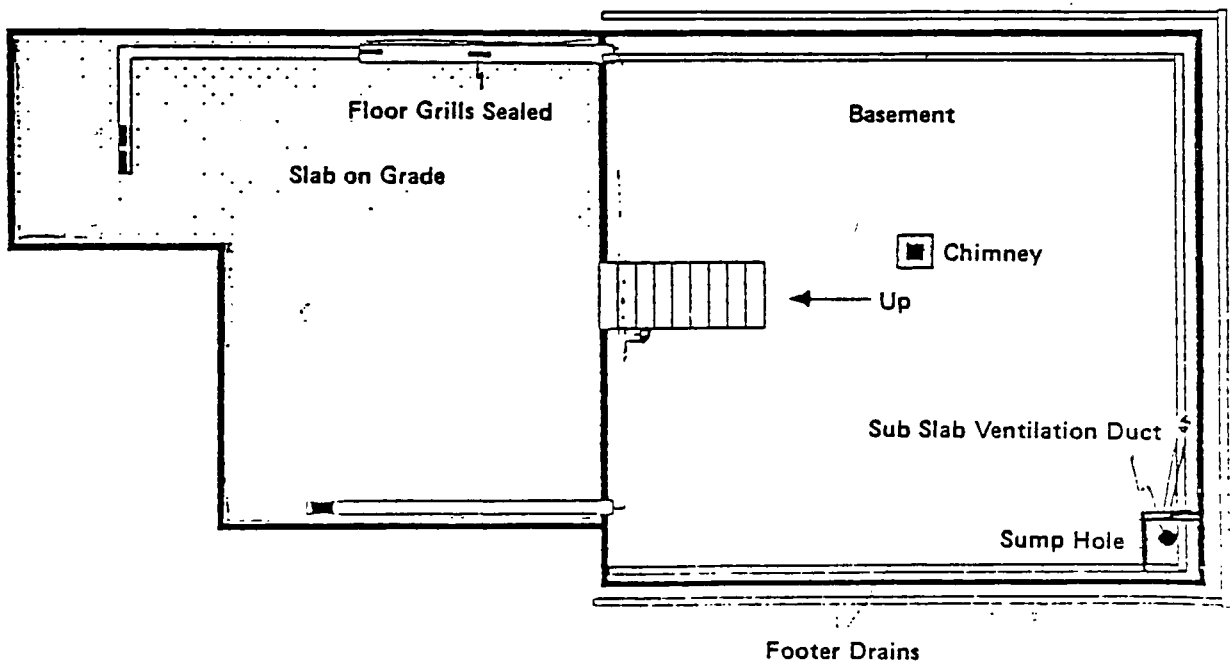 Floor Grills Sealed
Basement
Slab on Grade
Chimney
Up
Sub Slab Ventilation Duct
Sump Hole
Footer Drains